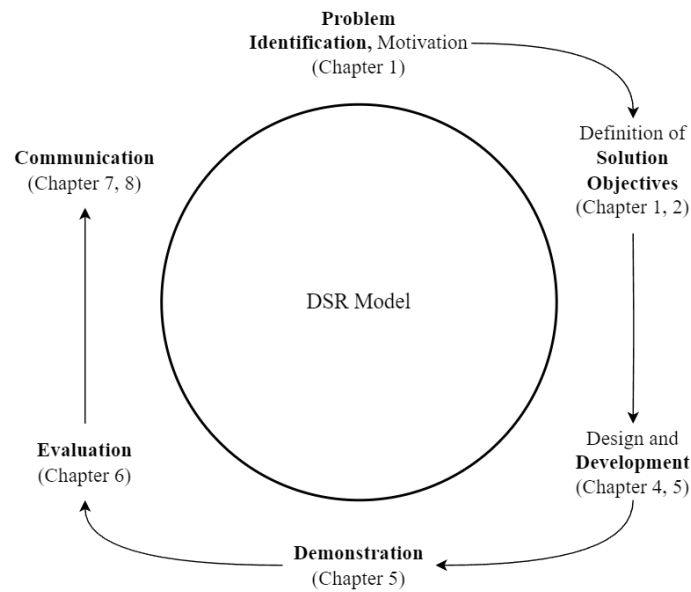 Problem
Identification, Motivation
(Chapter 1)
Definition of
Solution
Objectives
(Chapter 1, 2)
Design and
Development
(Chapter 4, 5)
Demonstration
(Chapter 5)
Evaluation
(Chapter 6)
Communication
(Chapter 7, 8)
DSR Model